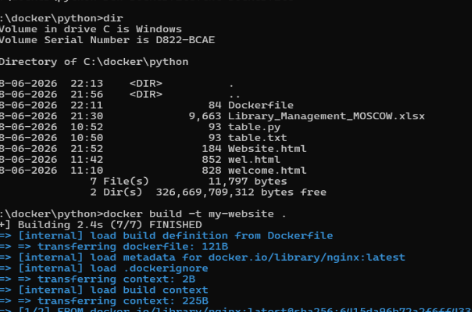 :\docker\python>dir
Volume in drive C is Windows
Volume Serial Number is D822-BCAE
Directory of C:\docker\python
8-06-2026 22:13 <DIR> .
8-06-2026 21:56 <DIR> ..
8-06-2026 22:11 84 Dockerfile
8-06-2026 21:30 9,663 Library_Management_MOSCOW.xlsx
8-06-2026 10:52 93 table.py
8-06-2026 10:50 93 table.txt
8-06-2026 21:52 184 Website.html
8-06-2026 11:42 852 wel.html
8-06-2026 11:10 828 welcome.html
7 File(s) 11,797 bytes
2 Dir(s) 326,669,709,312 bytes free
:\docker\python>docker build -t my-website .
+] Building 2.4s (7/7) FINISHED
=> [internal] load build definition from Dockerfile
=> => transferring dockerfile: 121B
=> [internal] load metadata for docker.io/library/nginx:latest
=> [internal] load .dockerignore
=> => transferring context: 2B
=> [internal] load build context
=> => transferring context: 225B
=> [1/2] FROM